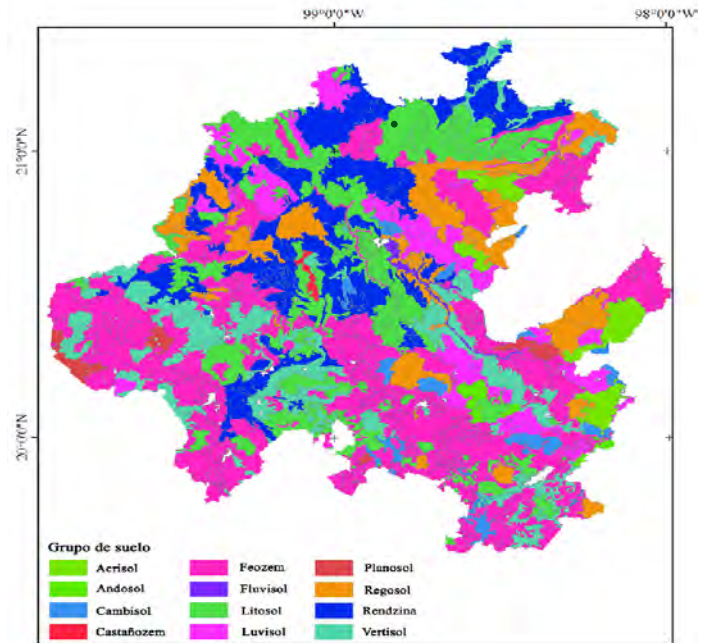 99°0'0"W 98°0'0"W
21°0'0"N
20°0'0"N
Grupo de suelo
Acrisol Feozem Planosol
Andosol Fluvisol Regosol
Cambisol Litosol Rendzina
Castañozem Luvisol Vertisol